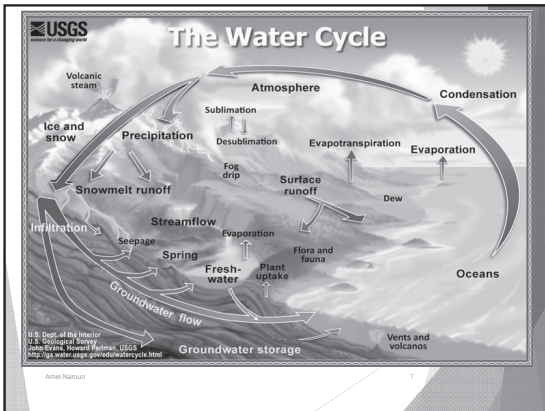 USGS
science for a changing world
The Water Cycle
Volcanic
steam
Atmosphere
Condensation
Sublimation
Ice and
snow
Precipitation
Desublimation
Evapotranspiration
Evaporation
Fog
drip
Snowmelt runoff
Surface
runoff
Dew
Streamflow
Infiltration
Seepage
Evaporation
Flora and
fauna
Spring
Fresh-
water
Plant
uptake
Oceans
Groundwater flow
Vents and
volcanos
Groundwater storage
U.S. Dept. of the Interior
U.S. Geological Survey
John Evans, Howard Perlman, USGS
http://ga.water.usgs.gov/edu/watercycle.html
Amel Naroun
7